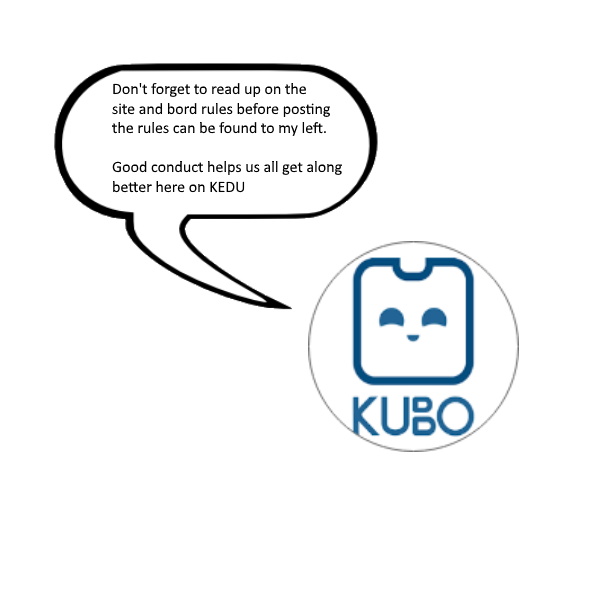 Don't forget to read up on the
site and bord rules before posting
the rules can be found to my left.
Good conduct helps us all get along
better here on KEDU
KUBO